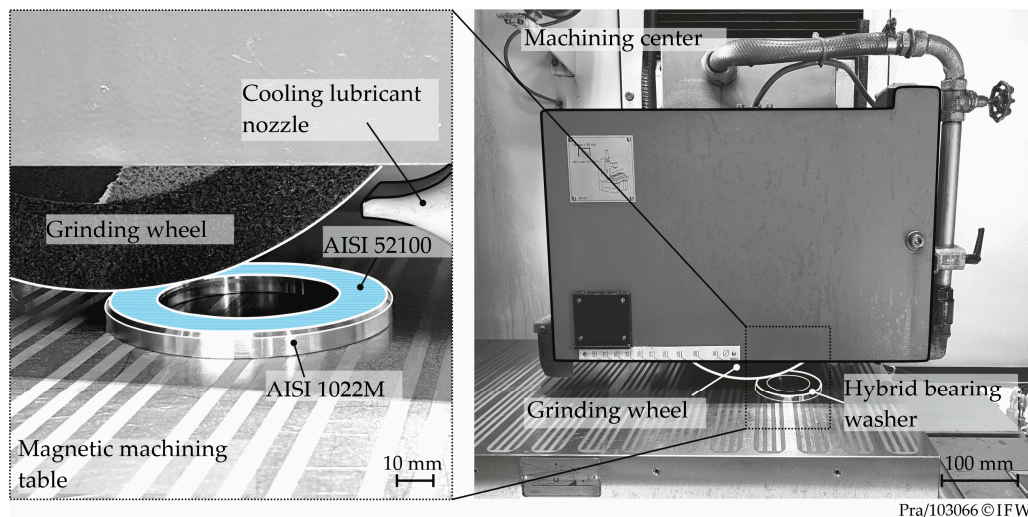 Machining center
Cooling lubricant
nozzle
Grinding wheel
AISI 52100
AISI 1022M
Magnetic machining
table
10 mm
Grinding wheel
Hybrid bearing
washer
100 mm
Pra/103066 © IFW